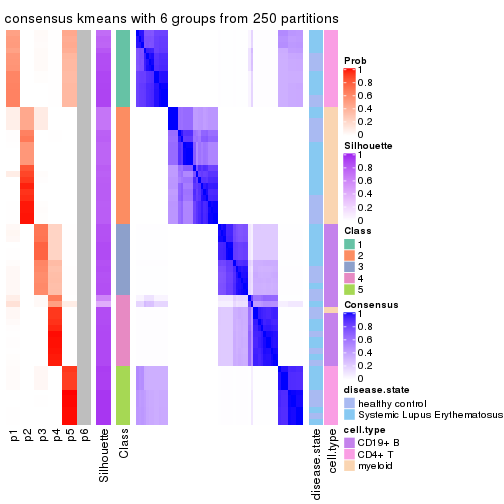 consensus kmeans with 6 groups from 250 partitions
Prob
1
0.8
0.6
0.4
0.2
0
Silhouette
1
0.8
0.6
0.4
0.2
0
Class
1
2
3
4
5
Consensus
1
0.8
0.6
0.4
0.2
0
disease.state
healthy control
Systemic Lupus Erythematosus
cell.type
CD19+ B
CD4+ T
myeloid
p1
p2
p3
p4
p5
p6
Silhouette
Class
disease.state
cell.type